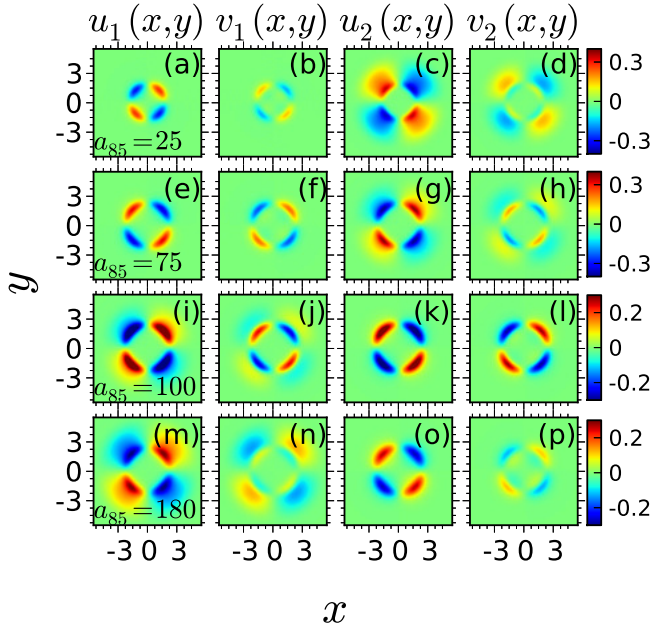 u₁(x,y) v₁(x,y) u₂(x,y) v₂(x,y)
(a) (b) (c) (d)
3
0
-3
a₈₅=25
0.3
0
-0.3
(e) (f) (g) (h)
3
0
-3
a₈₅=75
0.3
0
-0.3
(i) (j) (k) (l)
3
0
-3
a₈₅=100
0.2
0
-0.2
(m) (n) (o) (p)
3
0
-3
a₈₅=180
0.2
0
-0.2
-3 0 3 -3 0 3 -3 0 3 -3 0 3
y
x